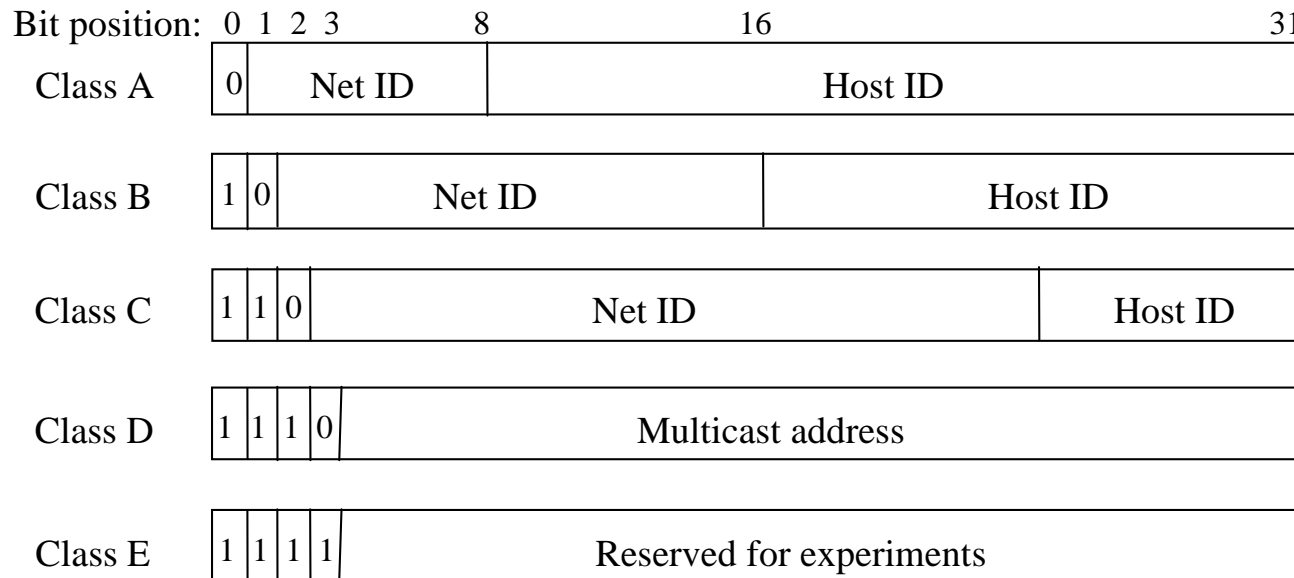 Bit position: 0 1 2 3 8 16 31
Class A 0 Net ID Host ID
Class B 1 0 Net ID Host ID
Class C 1 1 0 Net ID Host ID
Class D 1 1 1 0 Multicast address
Class E 1 1 1 1 Reserved for experiments